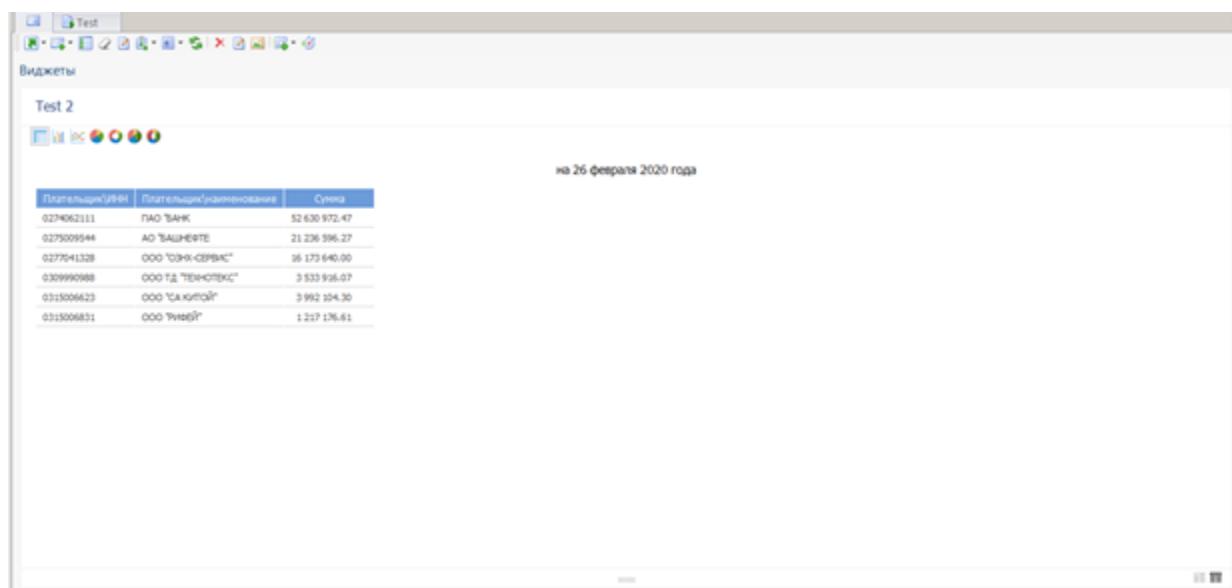 Test
Виджеты
Test 2
на 26 февраля 2020 года
Плательщик\ИНН Плательщик\наименование Сумма
0274062111 ПАО "БАНК 52 630 972.47
0275009544 АО "БАШНЕФТЕ 21 236 596.27
0277041328 ООО "ОЗНХ-СЕРВИС" 16 173 640.00
0309990988 ООО ТД "ТЕХНОТЕКС" 3 533 916.07
0315006623 ООО "СА КИТОЙ" 3 992 104.30
0315006831 ООО "РИФЕЙ" 1 217 176.61